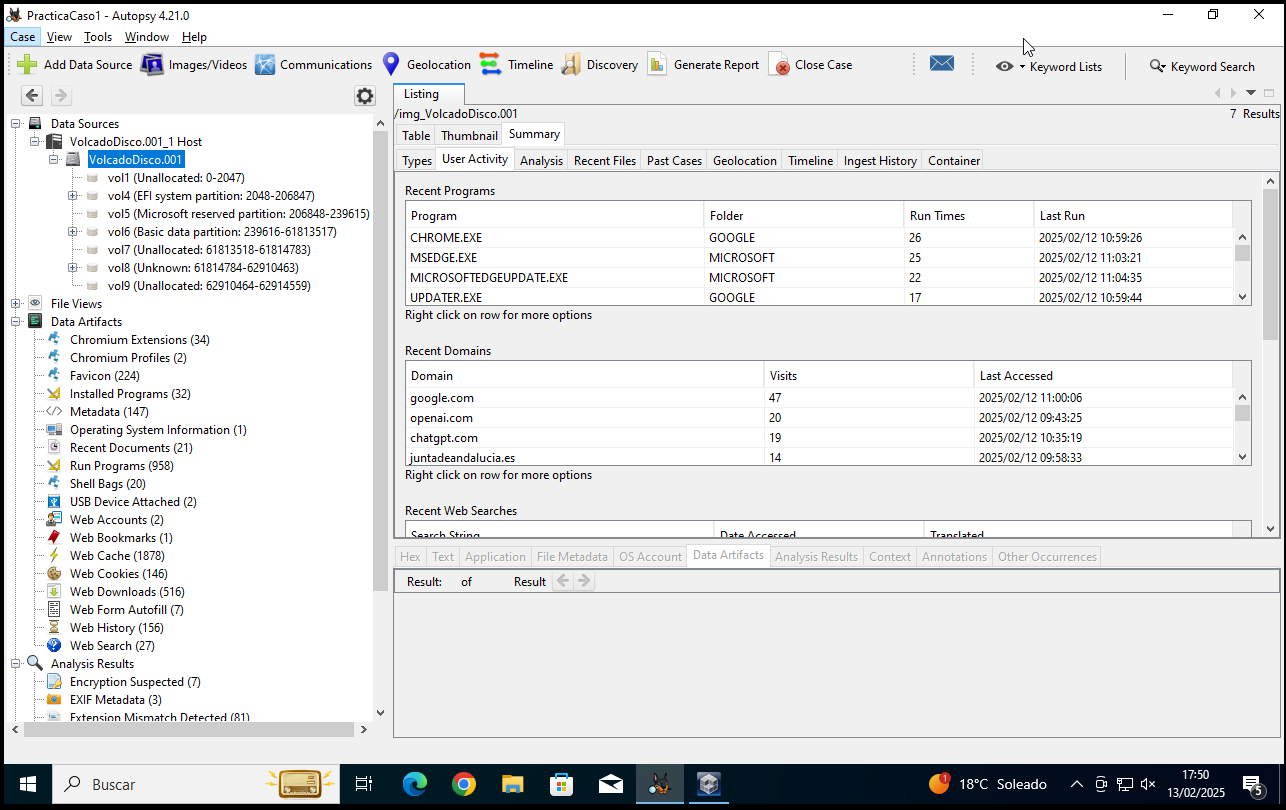 PracticaCaso1 - Autopsy 4.21.0
Case View Tools Window Help
Add Data Source Images/Videos Communications Geolocation Timeline Discovery Generate Report Close Case Keyword Lists Keyword Search
Data Sources
VolcadoDisco.001_1 Host
VolcadoDisco.001
vol1 (Unallocated: 0-2047)
vol4 (EFI system partition: 2048-206847)
vol5 (Microsoft reserved partition: 206848-239615)
vol6 (Basic data partition: 239616-61813517)
vol7 (Unallocated: 61813518-61814783)
vol8 (Unknown: 61814784-62910463)
vol9 (Unallocated: 62910464-62914559)
File Views
Data Artifacts
Chromium Extensions (34)
Chromium Profiles (2)
Favicon (224)
Installed Programs (32)
Metadata (147)
Operating System Information (1)
Recent Documents (21)
Run Programs (958)
Shell Bags (20)
USB Device Attached (2)
Web Accounts (2)
Web Bookmarks (1)
Web Cache (1878)
Web Cookies (146)
Web Downloads (516)
Web Form Autofill (7)
Web History (156)
Web Search (27)
Analysis Results
Encryption Suspected (7)
EXIF Metadata (3)
Extension Mismatch Detected (81)
Listing
/img_VolcadoDisco.001
7 Results
Table Thumbnail Summary
Types User Activity Analysis Recent Files Past Cases Geolocation Timeline Ingest History Container
Recent Programs
Program Folder Run Times Last Run
CHROME.EXE GOOGLE 26 2025/02/12 10:59:26
MSEDGE.EXE MICROSOFT 25 2025/02/12 11:03:21
MICROSOFTEDGEUPDATE.EXE MICROSOFT 22 2025/02/12 11:04:35
UPDATER.EXE GOOGLE 17 2025/02/12 10:59:44
Right click on row for more options
Recent Domains
Domain Visits Last Accessed
google.com 47 2025/02/12 11:00:06
openai.com 20 2025/02/12 09:43:25
chatgpt.com 19 2025/02/12 10:35:19
juntadeandalucia.es 14 2025/02/12 09:58:33
Right click on row for more options
Recent Web Searches
Search String Date Accessed Translated
Hex Text Application File Metadata OS Account Data Artifacts Analysis Results Context Annotations Other Occurrences
Result: of Result
Buscar
1
18°C Soleado
17:50
13/02/2025
5